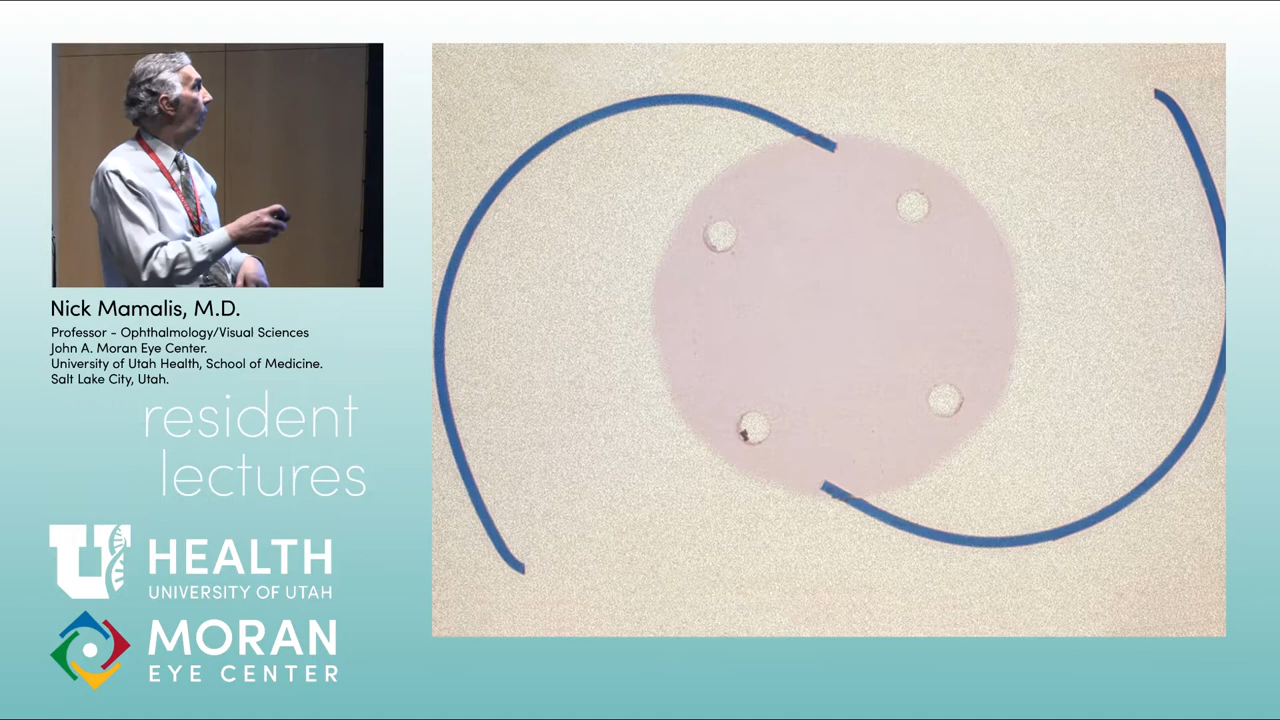 Nick Mamalis, M.D.
Professor - Ophthalmology/Visual Sciences
John A. Moran Eye Center.
University of Utah Health, School of Medicine.
Salt Lake City, Utah.
resident
lectures
U HEALTH
UNIVERSITY OF UTAH
MORAN
EYE CENTER